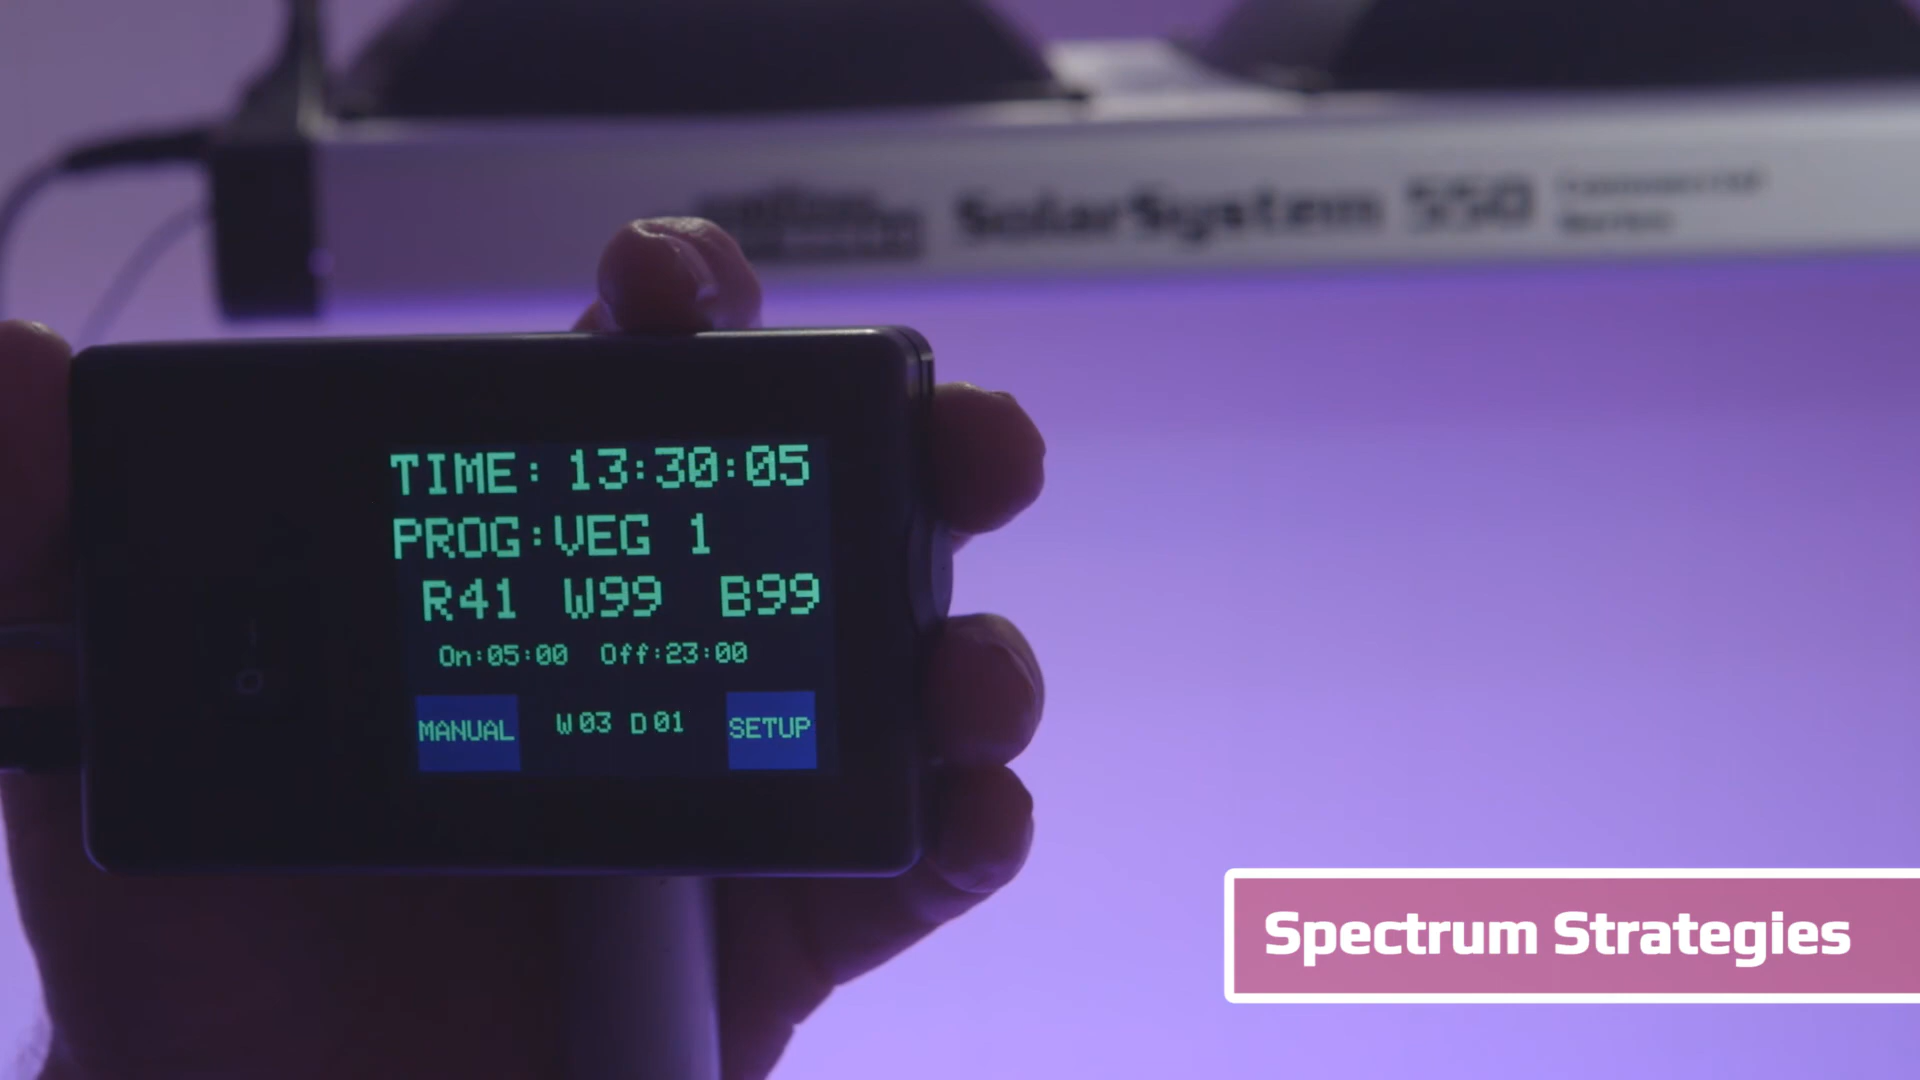 SolarSystem 550
TIME: 13:30:05
PROG:VEG 1
R41 W99 B99
On:05:00 Off:23:00
MANUAL W03 D01 SETUP
Spectrum Strategies